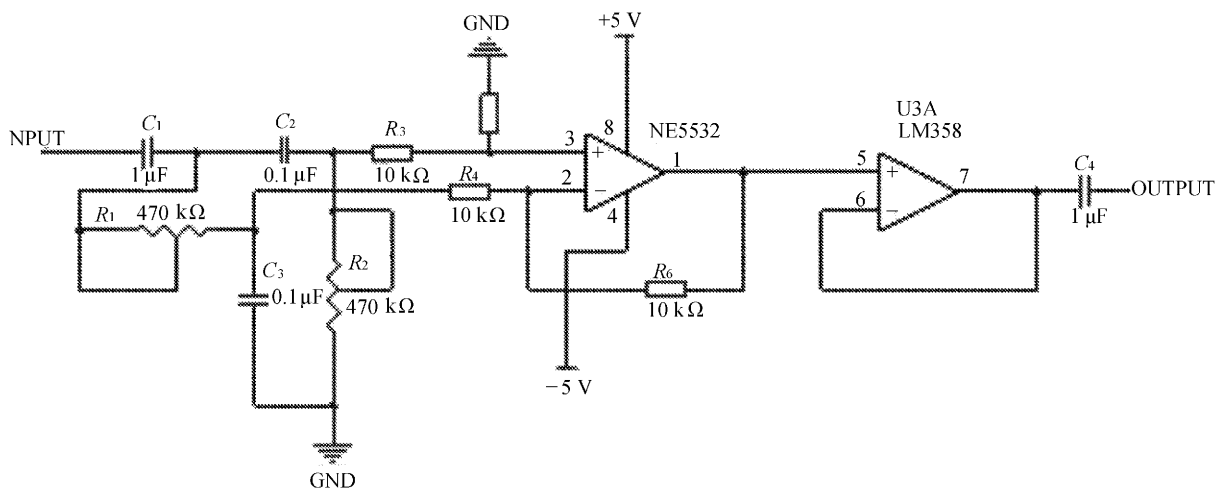 GND
+5 V
U3A
LM358
NPUT
C1
1 μF
C2
0.1 μF
R3
10 kΩ
3
8
+
NE5532
1
2
−
4
R4
10 kΩ
5
+
7
6
−
C4
1 μF
OUTPUT
R1
470 kΩ
C3
0.1 μF
R2
470 kΩ
R6
10 kΩ
−5 V
GND